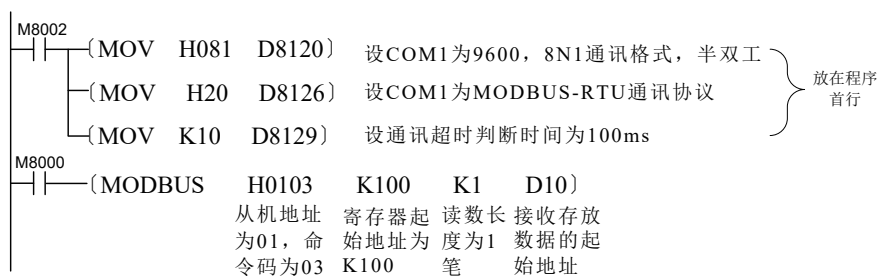 M8002
MOV H081 D8120 设COM1为9600，8N1通讯格式，半双工
MOV H20 D8126 设COM1为MODBUS-RTU通讯协议
MOV K10 D8129 设通讯超时判断时间为100ms
放在程序
首行
M8000
MODBUS H0103 K100 K1 D10
从机地址 寄存器起 读数长 接收存放
为01，命 始地址为 度为1 数据的起
令码为03 K100 笔 始地址